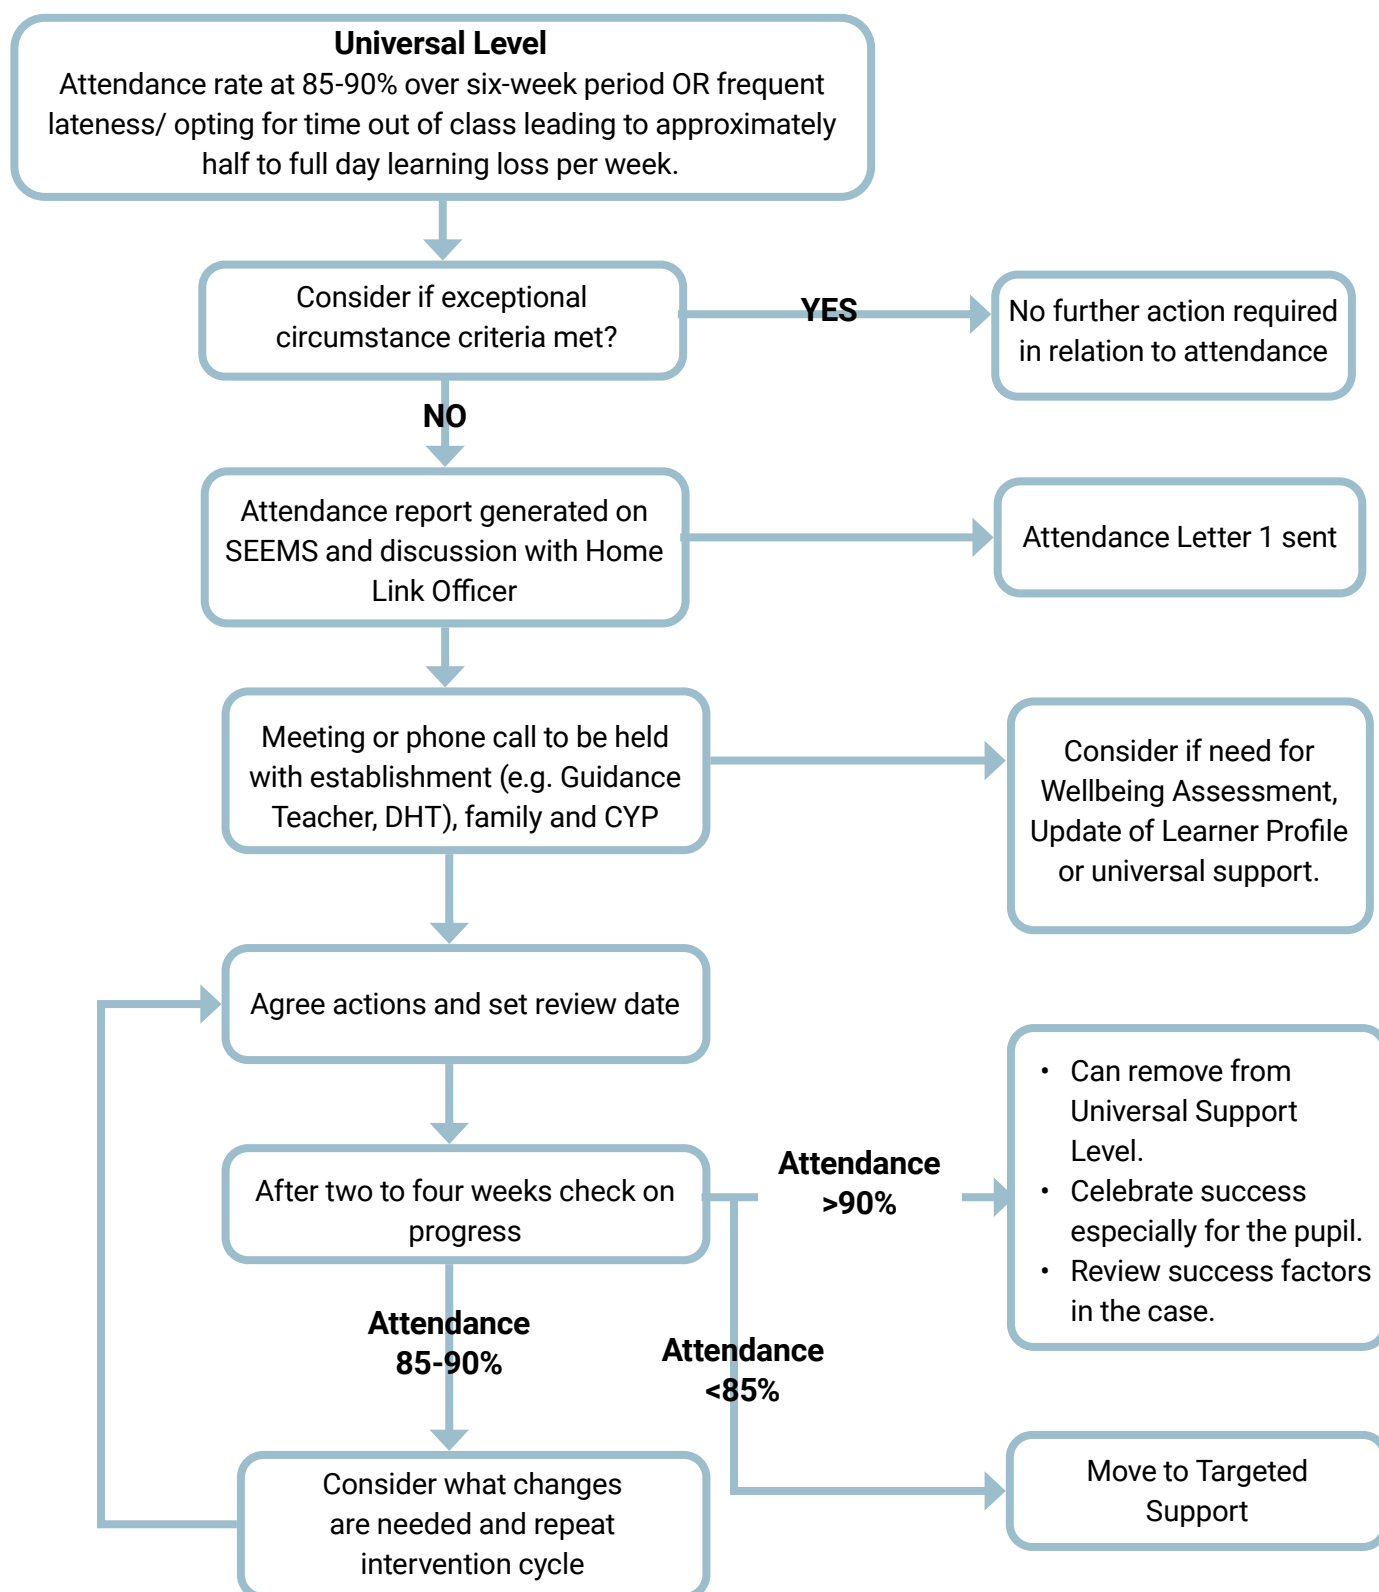 Universal Level
Attendance rate at 85-90% over six-week period OR frequent
lateness/ opting for time out of class leading to approximately
half to full day learning loss per week.
Consider if exceptional
circumstance criteria met?
YES
No further action required
in relation to attendance
NO
Attendance report generated on
SEEMS and discussion with Home
Link Officer
Attendance Letter 1 sent
Meeting or phone call to be held
with establishment (e.g. Guidance
Teacher, DHT), family and CYP
Consider if need for
Wellbeing Assessment,
Update of Learner Profile
or universal support.
Agree actions and set review date
After two to four weeks check on
progress
Attendance
>90%
• Can remove from
Universal Support
Level.
• Celebrate success
especially for the pupil.
• Review success factors
in the case.
Attendance
85-90%
Attendance
<85%
Consider what changes
are needed and repeat
intervention cycle
Move to Targeted
Support